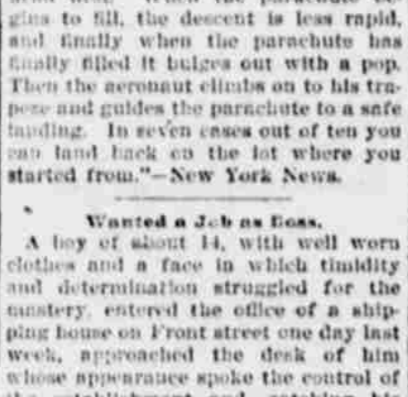 gins to fill, the descent is less rapid,
and finally when the parachute has
finally filled it bulges out with a pop.
Then the aeronaut climbs on to his tra-
peze and guides the parachute to a safe
landing. In seven cases out of ten you
can land back on the lot where you
started from."—New York News.
Wanted a Job as Boss.
A boy of about 14, with well worn
clothes and a face in which timidity
and determination struggled for the
mastery, entered the office of a ship-
ping house on Front street one day last
week, approached the desk of him
whose appearance spoke the control of